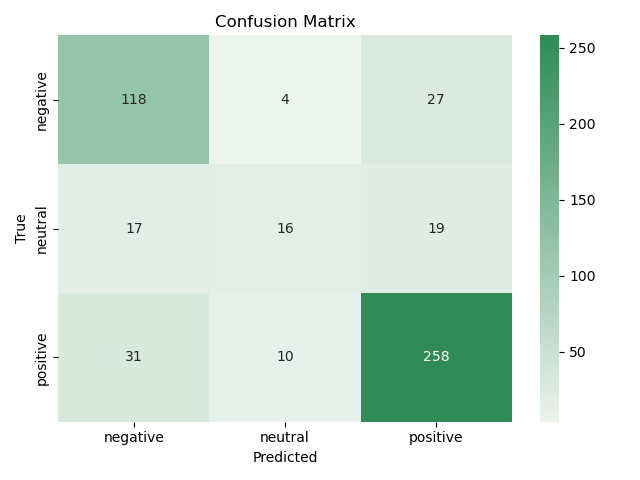 Confusion Matrix
True
negative
118 4 27
neutral
17 16 19
positive
31 10 258
negative neutral positive
Predicted
250
200
150
100
50